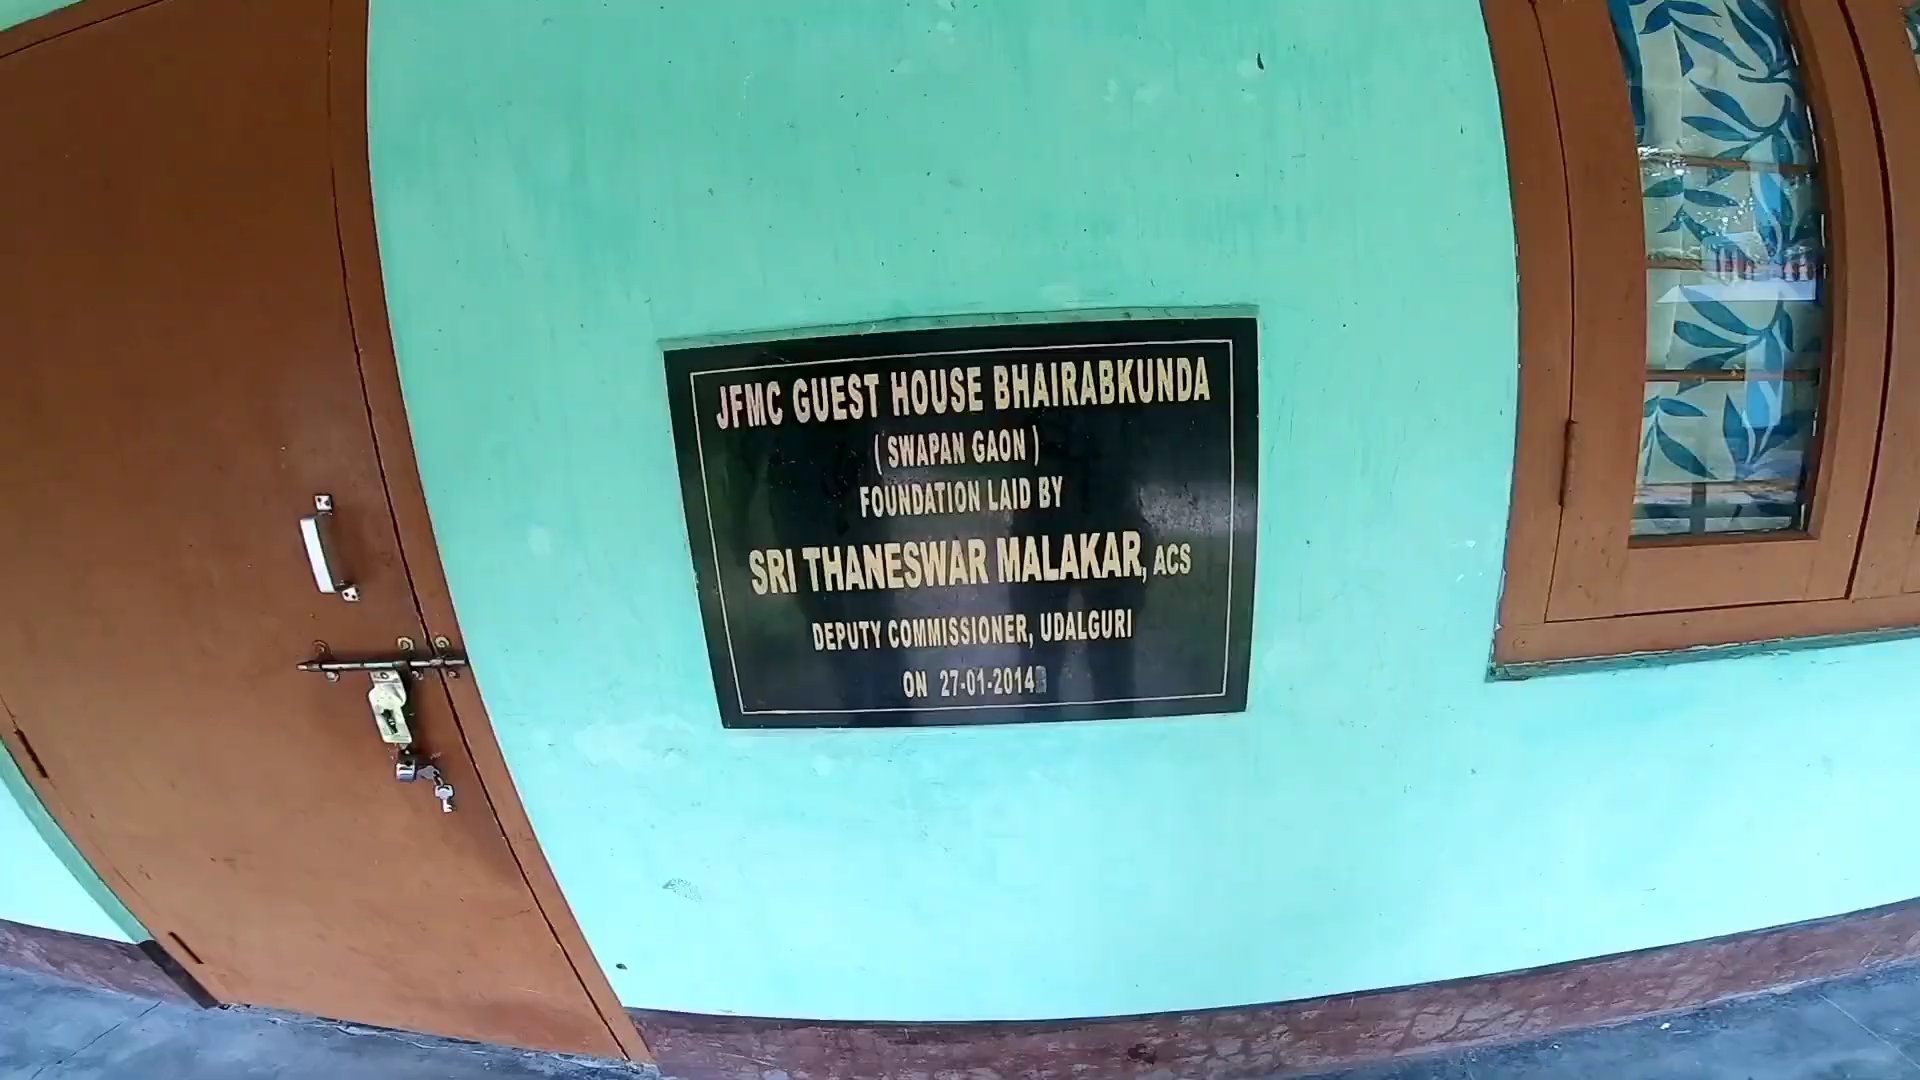 JFMC GUEST HOUSE BHAIRABKUNDA
( SWAPAN GAON )
FOUNDATION LAID BY
SRI THANESWAR MALAKAR, ACS
DEPUTY COMMISSIONER, UDALGURI
ON 27-01-2014